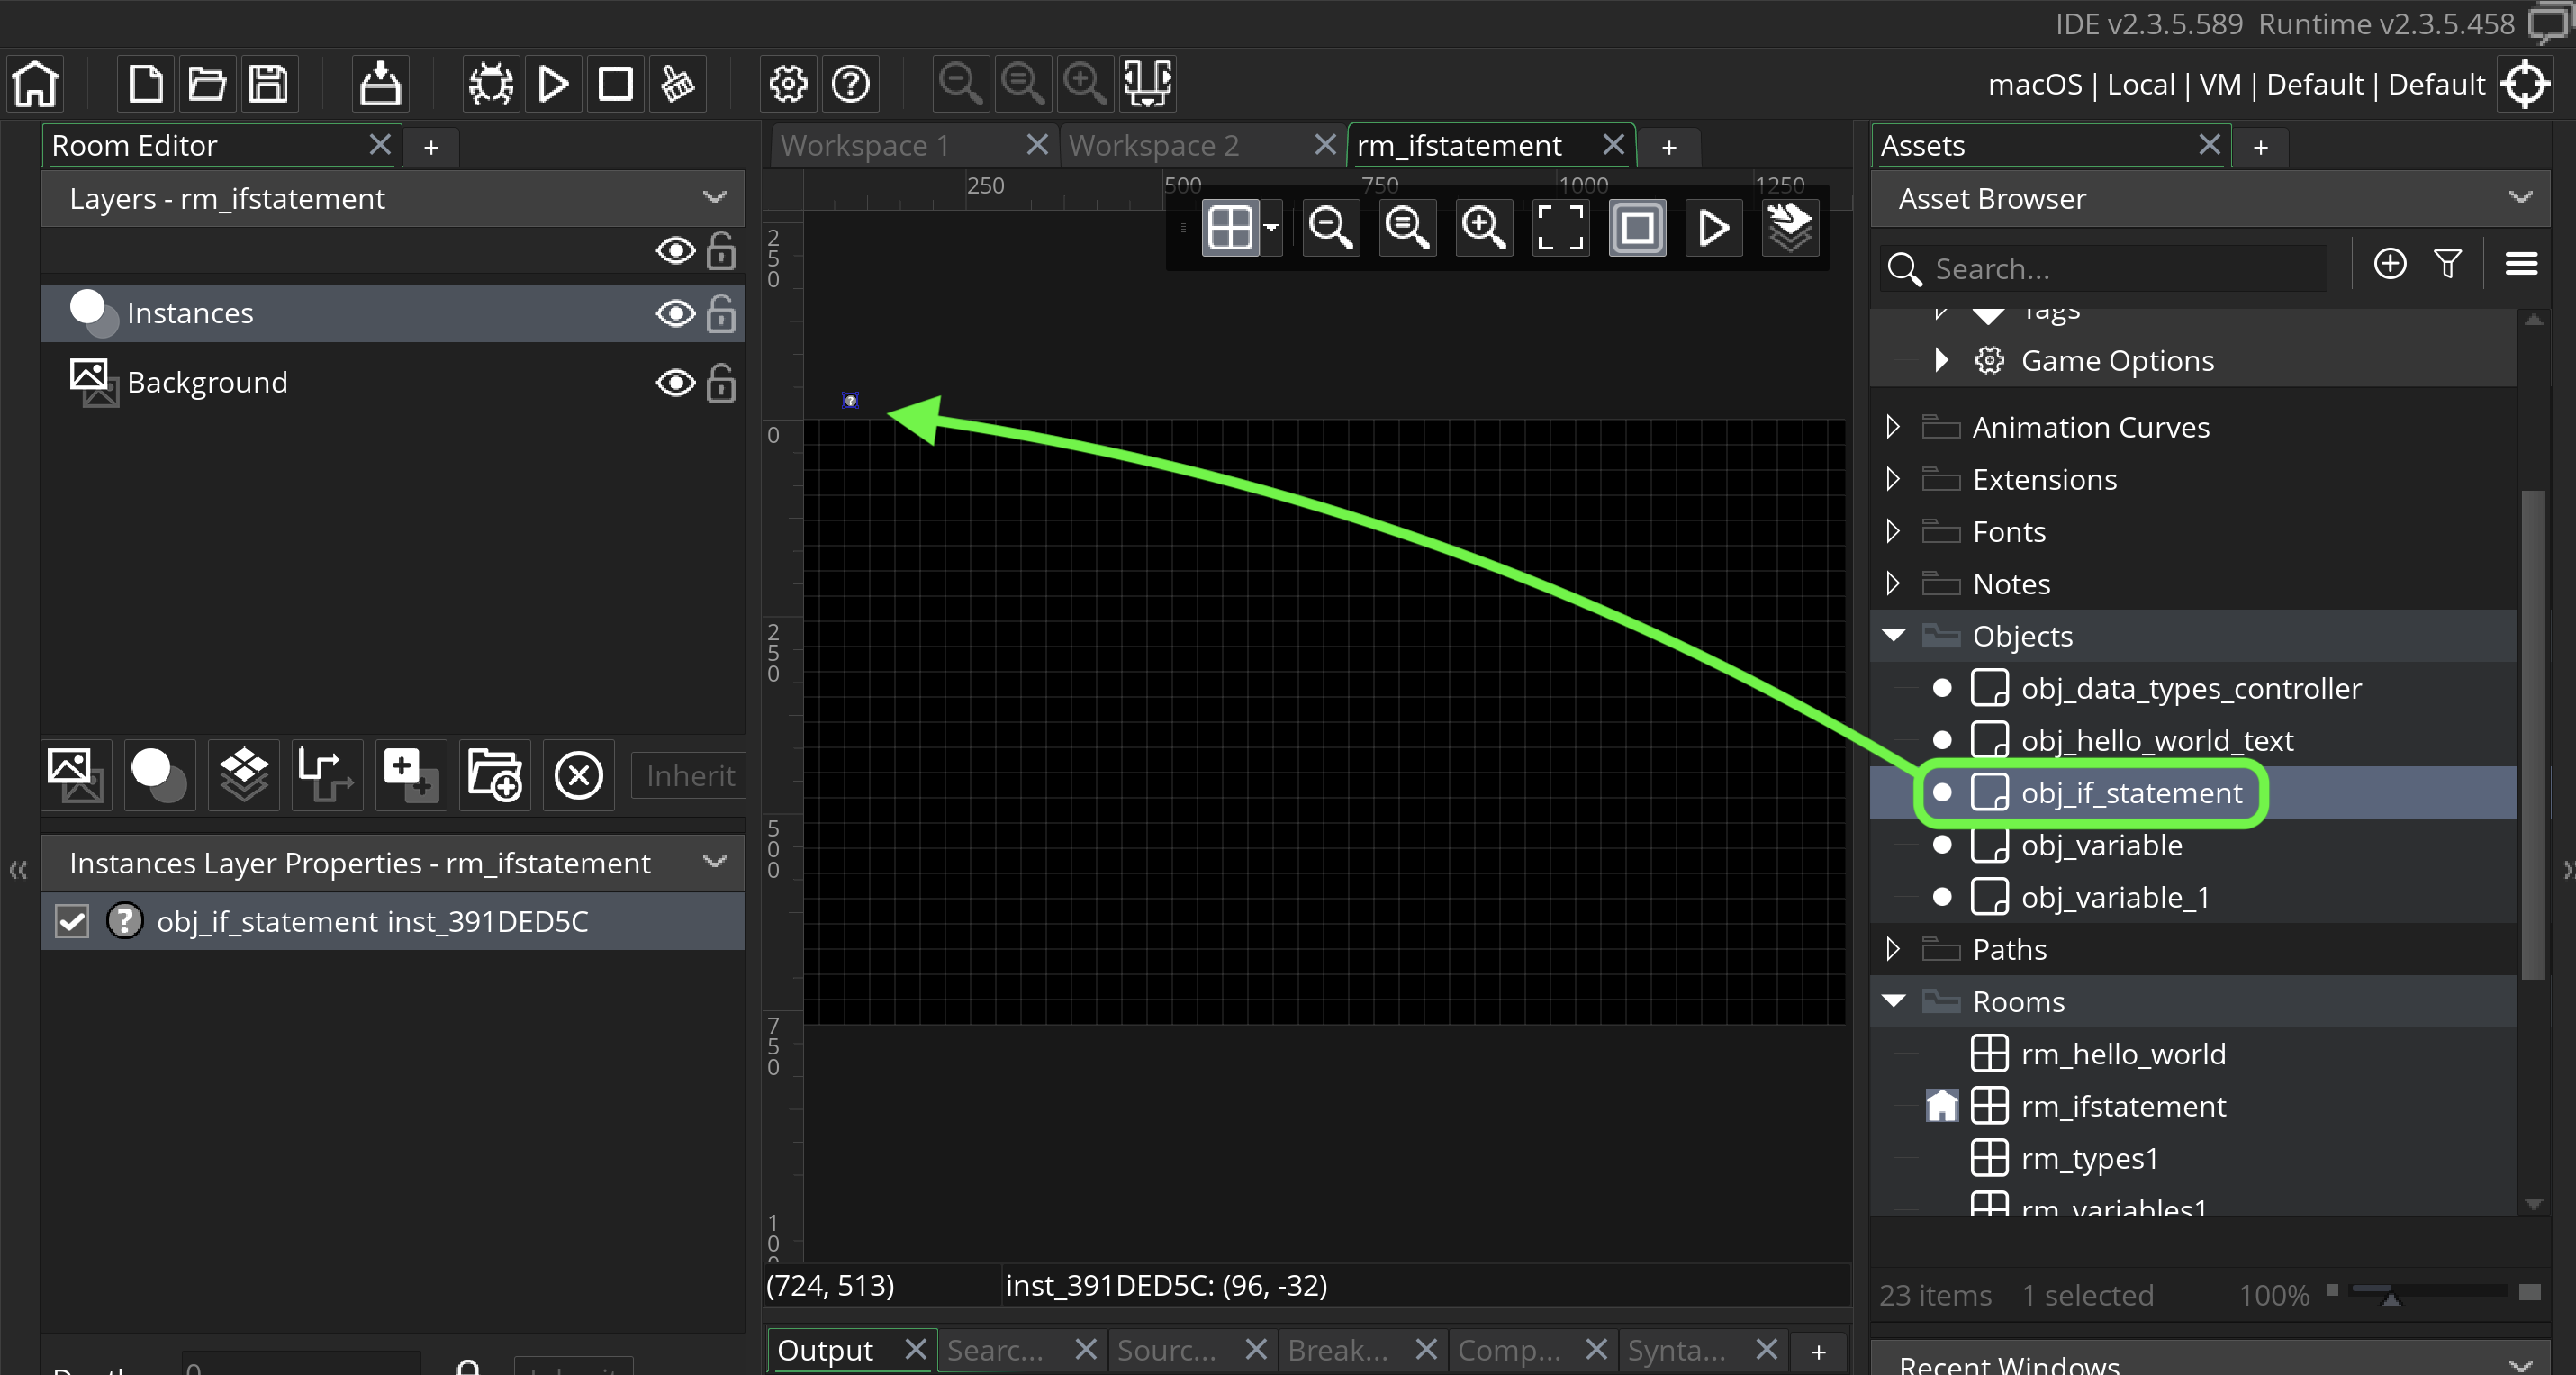 IDE v2.3.5.589 Runtime v2.3.5.458
macOS | Local | VM | Default | Default
Room Editor
+
Layers - rm_ifstatement
Instances
Background
Inherit
Instances Layer Properties - rm_ifstatement
obj_if_statement inst_391DED5C
0
Inherit
Workspace 1
Workspace 2
rm_ifstatement
+
250
500
750
1000
1250
250
0
250
500
750
100
(724, 513)
inst_391DED5C: (96, -32)
Output
Searc...
Sourc...
Break...
Comp...
Synta...
+
Assets
+
Asset Browser
Search...
Tags
Game Options
Animation Curves
Extensions
Fonts
Notes
Objects
obj_data_types_controller
obj_hello_world_text
obj_if_statement
obj_variable
obj_variable_1
Paths
Rooms
rm_hello_world
rm_ifstatement
rm_types1
rm_variables1
23 items 1 selected 100%
Recent Windows